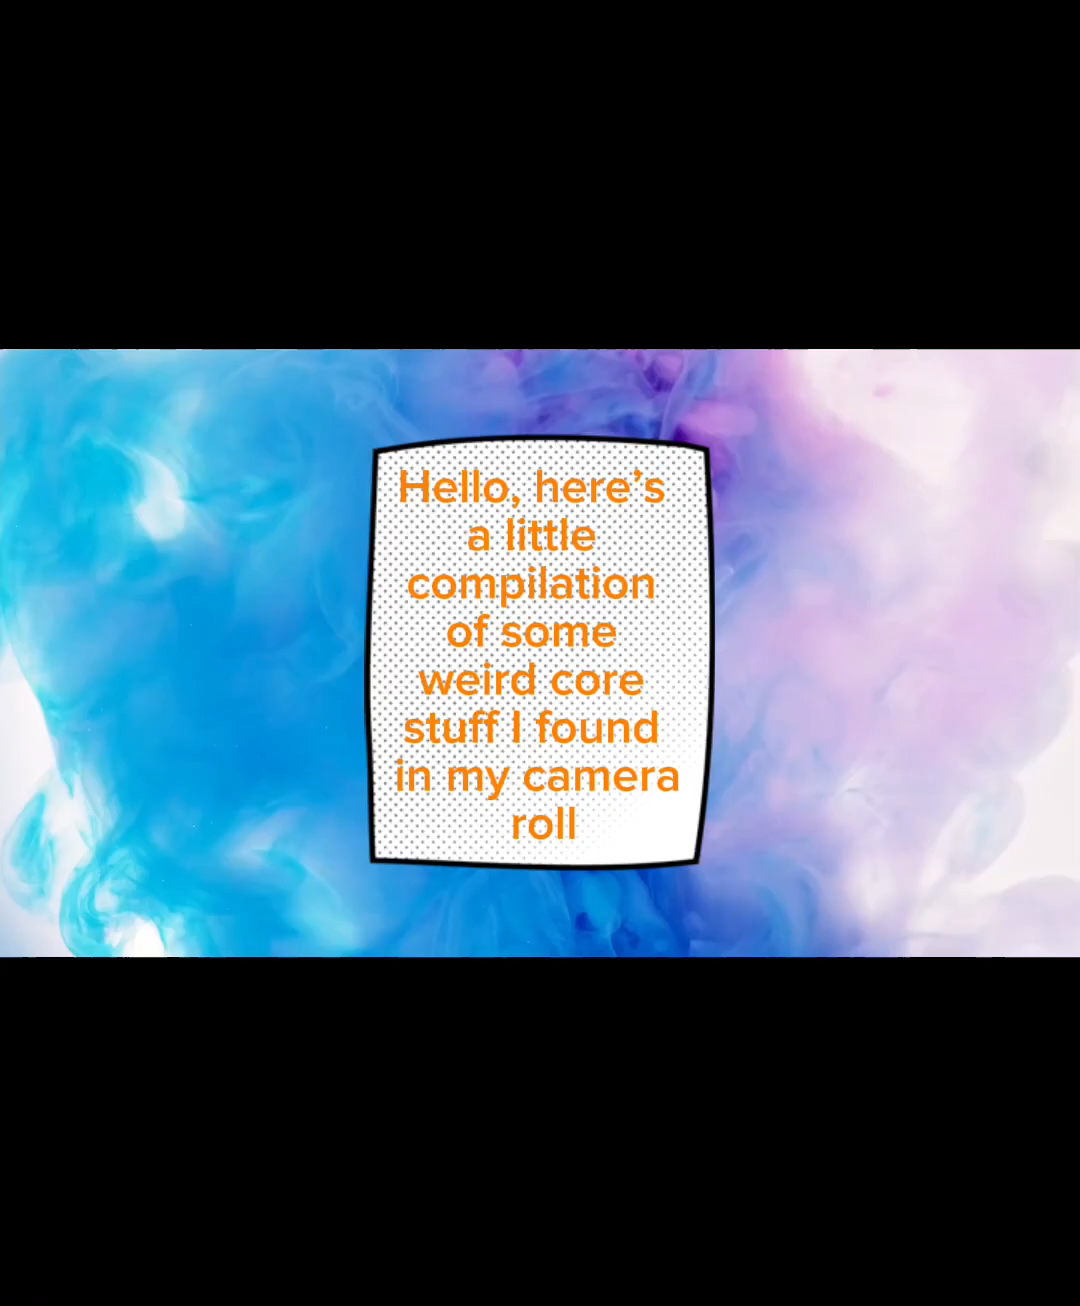 Hello, here’s
a little
compilation
of some
weird core
stuff I found
in my camera
roll